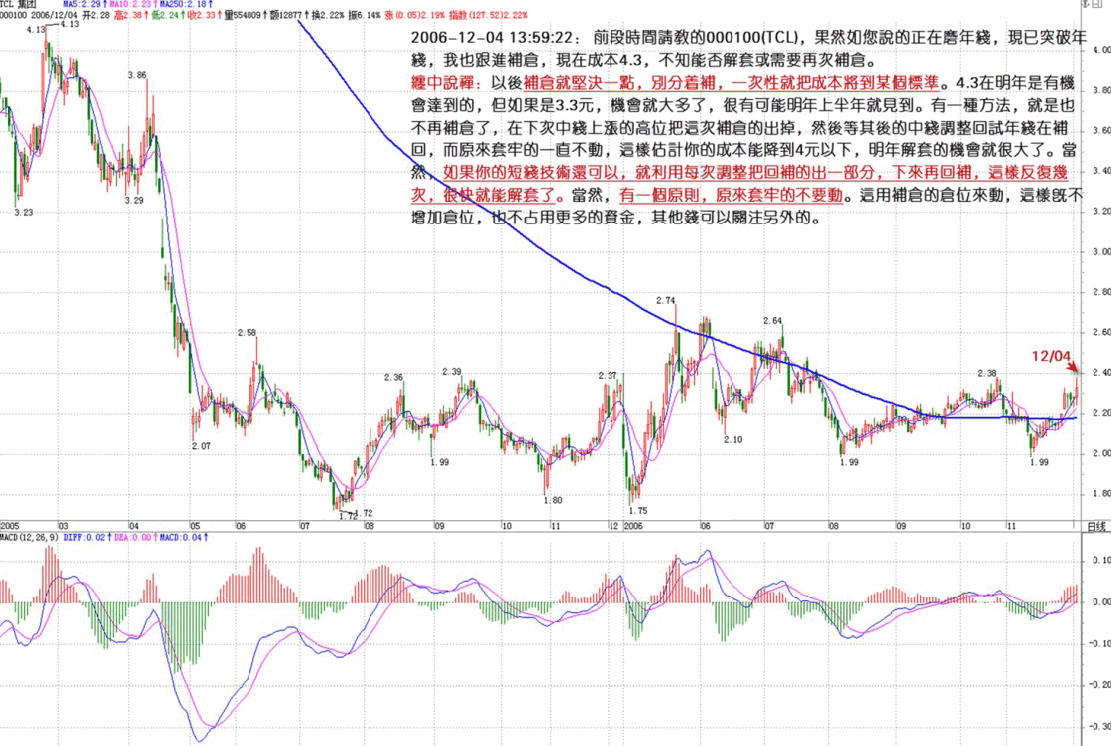 TCL 集团 MA5:2.29↑ MA10:2.23↑ MA250:2.18↑
000100 2006/12/04 开2.28 高2.38↑ 低2.24↑ 收2.33↑ 量554809↑ 额12877↑ 换2.22% 振6.14% 涨(0.05)2.19% 指数(127.52)2.22%
2006-12-04 13:59:22：前段時間請教的000100(TCL)，果然如您說的正在磨年綫，現已突破年
綫，我也跟進補倉，現在成本4.3，不知能否解套或需要再次補倉。
纏中說禪：以後補倉就堅決一點，別分着補，一次性就把成本將到某個標準。4.3在明年是有機
會達到的，但如果是3.3元，機會就大多了，很有可能明年上半年就見到。有一種方法，就是也
不再補倉了，在下次中綫上漲的高位把這次補倉的出掉，然後等其後的中綫調整回試年綫在補
回，而原來套牢的一直不動，這樣估計你的成本能降到4元以下，明年解套的機會就很大了。當
然，如果你的短綫技術還可以，就利用每次調整把回補的出一部分，下來再回補，這樣反復幾
次，很快就能解套了。當然，有一個原則，原來套牢的不要動。這用補倉的倉位來動，這樣既不
增加倉位，也不占用更多的資金，其他錢可以關注另外的。
4.13 4.13
3.86
3.23
3.29
2.58
2.07
1.72 1.72
2.36
2.39
1.99
1.80
2.37
1.75
2.74
2.10
2.64
1.99
2.38
1.99
12/04
4.00
3.80
3.60
3.40
3.20
3.00
2.80
2.60
2.40
2.20
2.00
1.80
2005 03 04 05 06 07 08 09 10 11 12 2006 06 07 08 09 10 11 日线
MACD(12,26,9) DIFF:0.02↑ DEA:0.00↑ MACD:0.04↑
0.10
0.00
-0.10
-0.20
-0.30